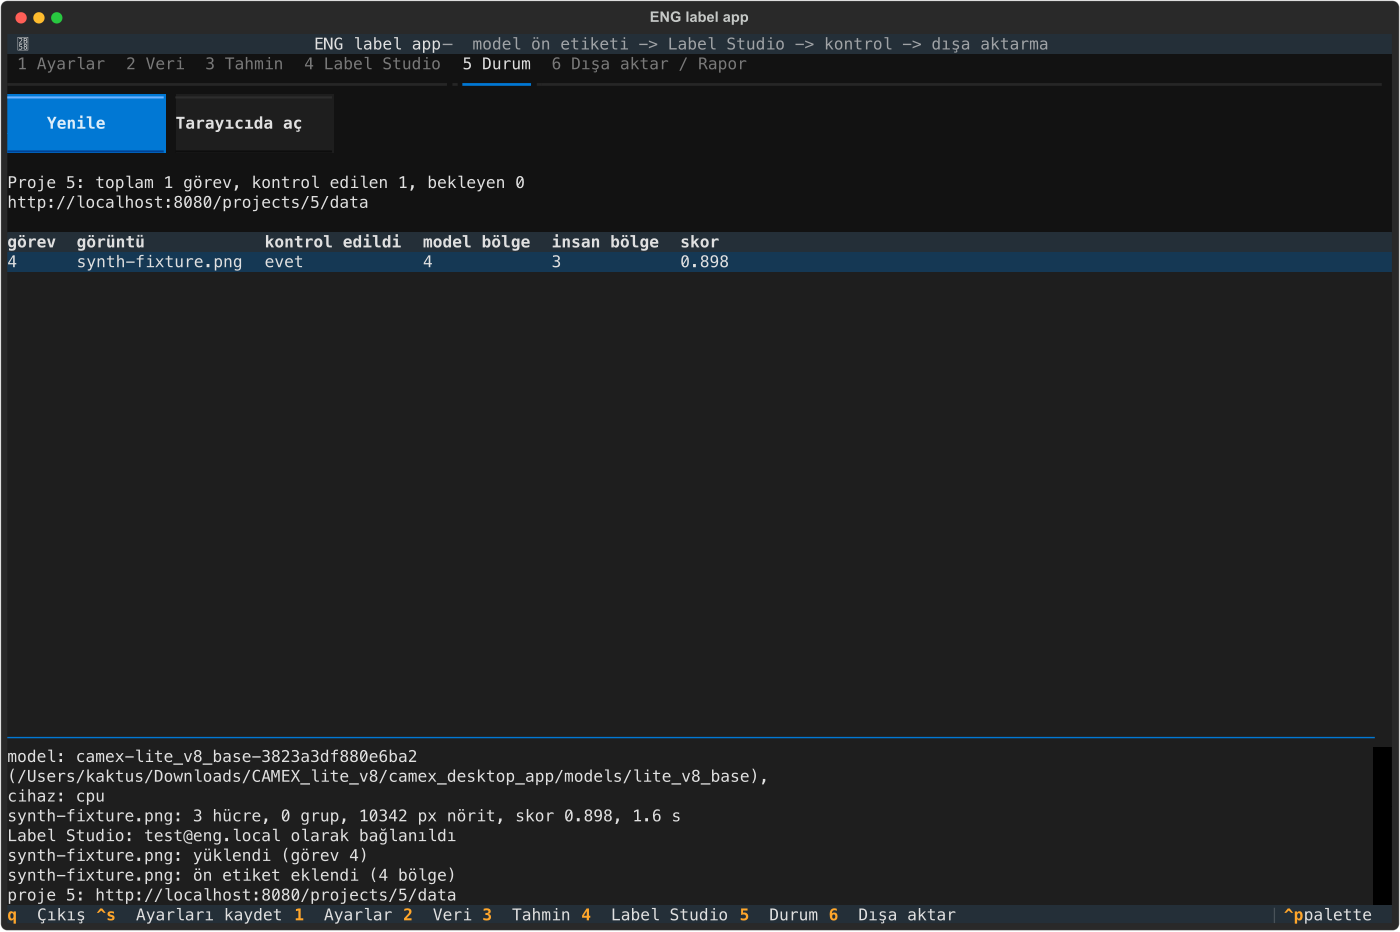 ENG label app
ENG label app— model ön etiketi -> Label Studio -> kontrol -> dışa aktarma
1 Ayarlar 2 Veri 3 Tahmin 4 Label Studio 5 Durum 6 Dışa aktar / Rapor
Yenile Tarayıcıda aç
Proje 5: toplam 1 görev, kontrol edilen 1, bekleyen 0
http://localhost:8080/projects/5/data
görev görüntü kontrol edildi model bölge insan bölge skor
4 synth-fixture.png evet 4 3 0.898
model: camex-lite_v8_base-3823a3df880e6ba2
(/Users/kaktus/Downloads/CAMEX_lite_v8/camex_desktop_app/models/lite_v8_base),
cihaz: cpu
synth-fixture.png: 3 hücre, 0 grup, 10342 px nörit, skor 0.898, 1.6 s
Label Studio: test@eng.local olarak bağlanıldı
synth-fixture.png: yüklendi (görev 4)
synth-fixture.png: ön etiket eklendi (4 bölge)
proje 5: http://localhost:8080/projects/5/data
q Çıkış ^s Ayarları kaydet 1 Ayarlar 2 Veri 3 Tahmin 4 Label Studio 5 Durum 6 Dışa aktar ^ppalette